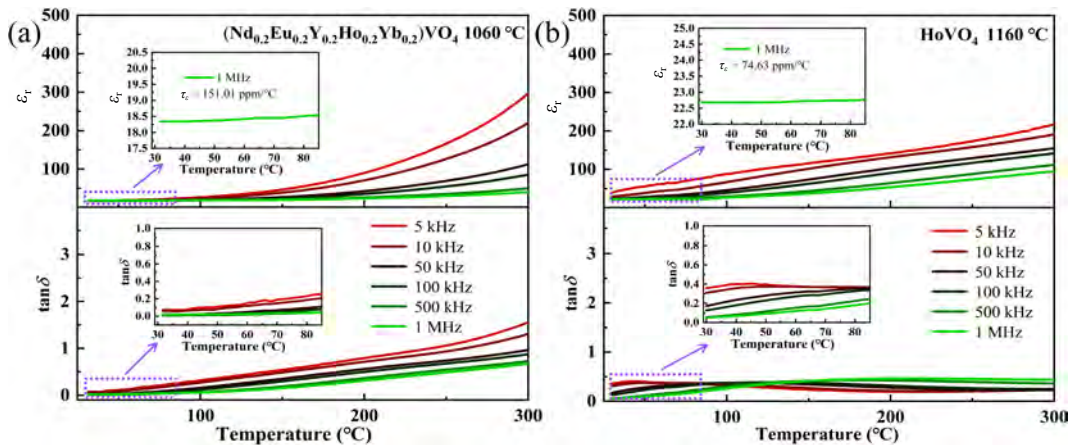 (a)
(Nd0.2Eu0.2Y0.2Ho0.2Yb0.2)VO4 1060 ℃
500
400
300
200
100
εr
20.5
20.0
19.5
19.0
18.5
18.0
17.5
εr
1 MHz
τε = 151.01 ppm/°C
30 40 50 60 70 80
Temperature (℃)
3
2
1
0
tanδ
1.0
0.8
0.6
0.4
0.2
0.0
tanδ
30 40 50 60 70 80
Temperature (℃)
5 kHz
10 kHz
50 kHz
100 kHz
500 kHz
1 MHz
100 200 300
Temperature (℃)
(b)
HoVO4 1160 ℃
500
400
300
200
100
εr
25.0
24.5
24.0
23.5
23.0
22.5
22.0
εr
1 MHz
τε = 74.63 ppm/°C
30 40 50 60 70 80
Temperature (℃)
3
2
1
0
tanδ
1.0
0.8
0.6
0.4
0.2
0.0
tanδ
30 40 50 60 70 80
Temperature (℃)
5 kHz
10 kHz
50 kHz
100 kHz
500 kHz
1 MHz
100 200 300
Temperature (℃)